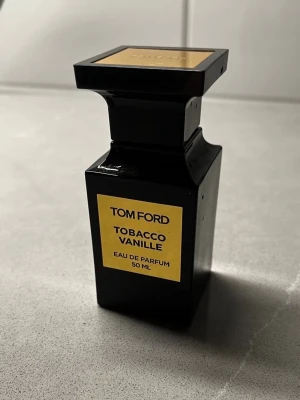 TOM FORD
TOBACCO
VANILLE
EAU DE PARFUM
50 ML